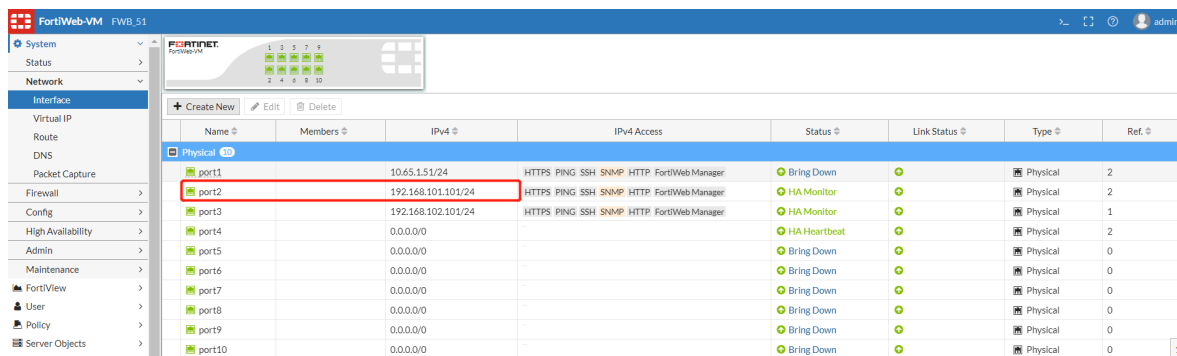 FortiWeb-VM FWB_51 >_ admin
System
Status
Network
Interface
Virtual IP
Route
DNS
Packet Capture
Firewall
Config
High Availability
Admin
Maintenance
FortiView
User
Policy
Server Objects
FORTINET.
FortiWeb-VM
1 3 5 7 9
2 4 6 8 10
+ Create New Edit Delete
Name Members IPv4 IPv4 Access Status Link Status Type Ref.
Physical 10
port1 10.65.1.51/24 HTTPS PING SSH SNMP HTTP FortiWeb Manager Bring Down Physical 2
port2 192.168.101.101/24 HTTPS PING SSH SNMP HTTP FortiWeb Manager HA Monitor Physical 2
port3 192.168.102.101/24 HTTPS PING SSH SNMP HTTP FortiWeb Manager HA Monitor Physical 1
port4 0.0.0.0/0 HA Heartbeat Physical 2
port5 0.0.0.0/0 Bring Down Physical 0
port6 0.0.0.0/0 Bring Down Physical 0
port7 0.0.0.0/0 Bring Down Physical 0
port8 0.0.0.0/0 Bring Down Physical 0
port9 0.0.0.0/0 Bring Down Physical 0
port10 0.0.0.0/0 Bring Down Physical 0